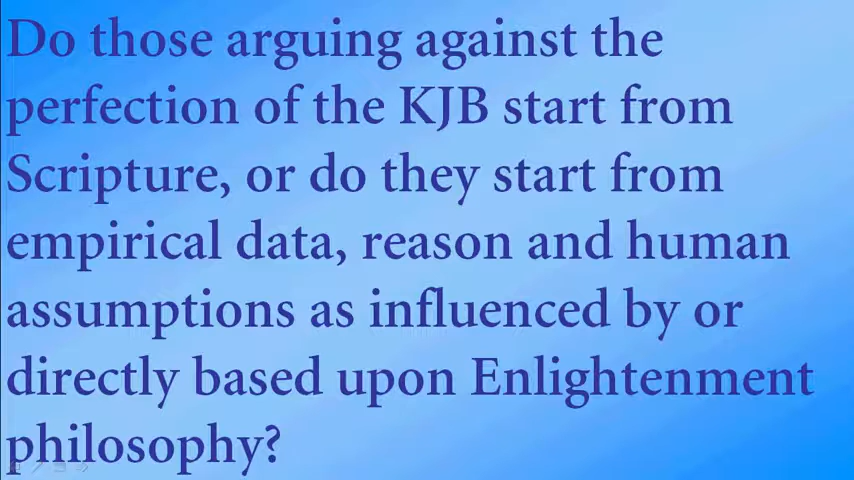 Do those arguing against the
perfection of the KJB start from
Scripture, or do they start from
empirical data, reason and human
assumptions as influenced by or
directly based upon Enlightenment
philosophy?